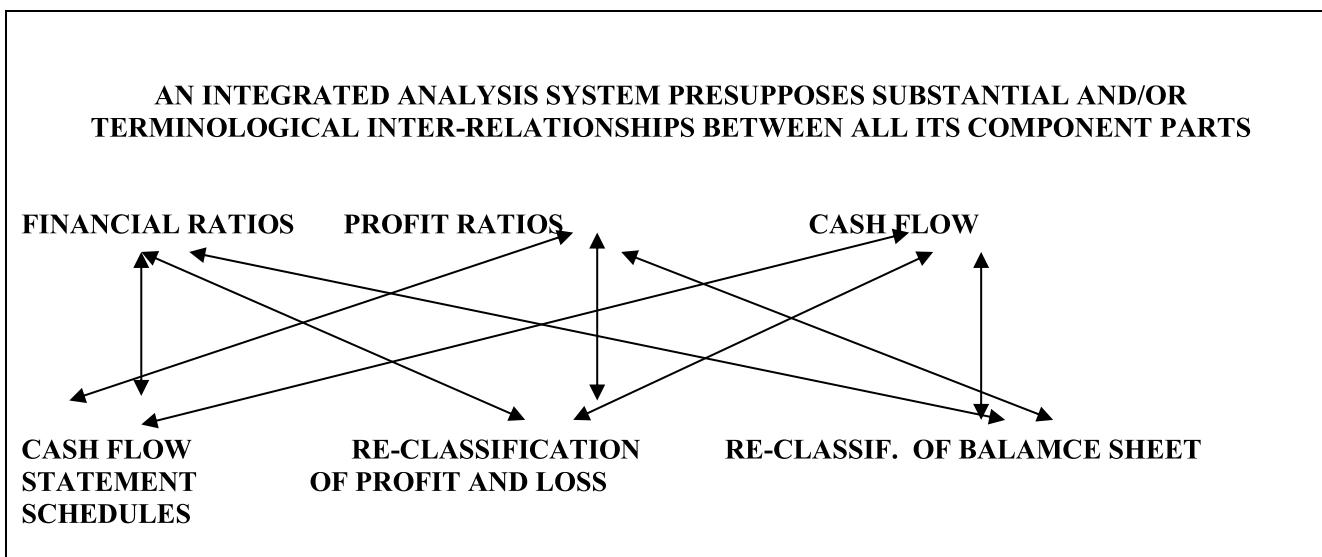 AN INTEGRATED ANALYSIS SYSTEM PRESUPPOSES SUBSTANTIAL AND/OR
TERMINOLOGICAL INTER-RELATIONSHIPS BETWEEN ALL ITS COMPONENT PARTS
FINANCIAL RATIOS PROFIT RATIOS CASH FLOW
CASH FLOW RE-CLASSIFICATION RE-CLASSIF. OF BALAMCE SHEET
STATEMENT OF PROFIT AND LOSS
SCHEDULES